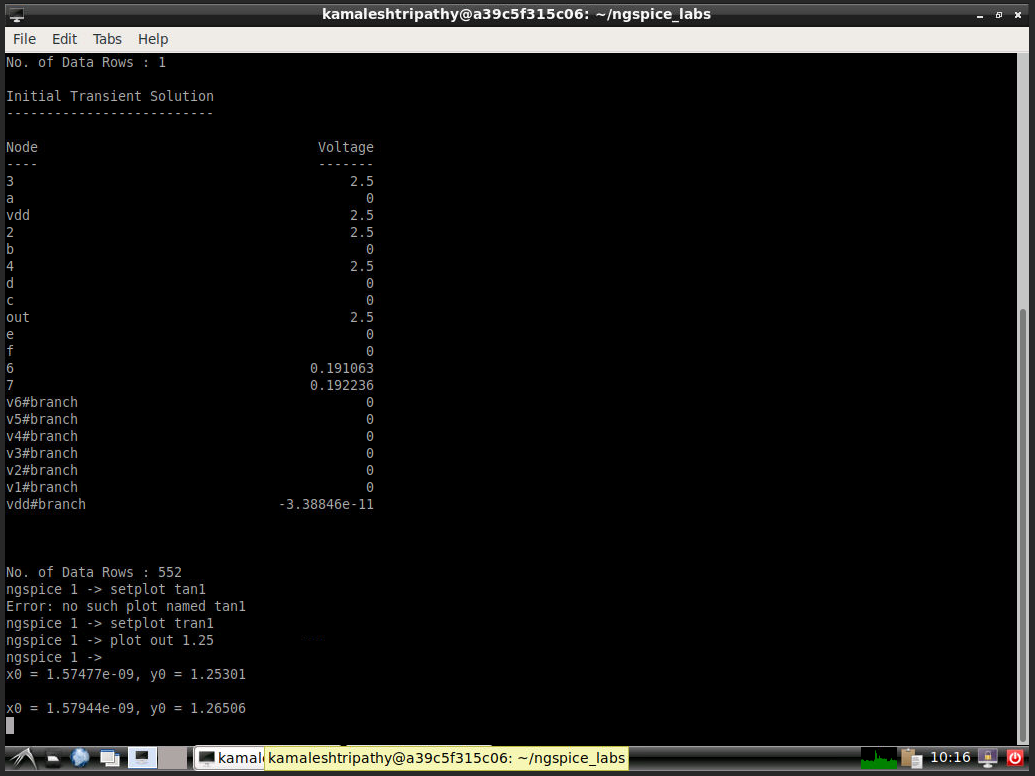 kamaleshtripathy@a39c5f315c06: ~/ngspice_labs
File Edit Tabs Help
No. of Data Rows : 1
Initial Transient Solution
--------------------------
Node Voltage
---- -------
3 2.5
a 0
vdd 2.5
2 2.5
b 0
4 2.5
d 0
c 0
out 2.5
e 0
f 0
6 0.191063
7 0.192236
v6#branch 0
v5#branch 0
v4#branch 0
v3#branch 0
v2#branch 0
v1#branch 0
vdd#branch -3.38846e-11
No. of Data Rows : 552
ngspice 1 -> setplot tan1
Error: no such plot named tan1
ngspice 1 -> setplot tran1
ngspice 1 -> plot out 1.25
ngspice 1 ->
x0 = 1.57477e-09, y0 = 1.25301
x0 = 1.57944e-09, y0 = 1.26506
kamal kamaleshtripathy@a39c5f315c06: ~/ngspice_labs 10:16